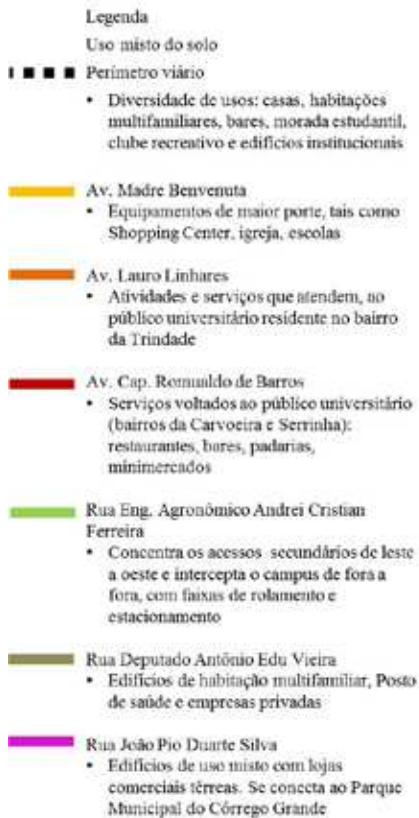 Legenda
Uso misto do solo
Perímetro viário
• Diversidade de usos: casas, habitações
multifamiliares, bares, morada estudantil,
clube recreativo e edifícios institucionais
Av. Madre Benvenuta
• Equipamentos de maior porte, tais como
Shopping Center, igreja, escolas
Av. Lauro Linhares
• Atividades e serviços que atendem, ao
público universitário residente no bairro
da Trindade
Av. Cap. Romualdo de Barros
• Serviços voltados ao público universitário
(bairros da Carvoeira e Serrinha):
restaurantes, bares, padarias,
minimercados
Rua Eng. Agronômico Andrei Cristian
Ferreira
• Concentra os acessos secundários de leste
a oeste e intercepta o campus de fora a
fora, com faixas de rolamento e
estacionamento
Rua Deputado Antônio Edu Vieira
• Edifícios de habitação multifamiliar, Posto
de saúde e empresas privadas
Rua João Pio Duarte Silva
• Edifícios de uso misto com lojas
comerciais térreas. Se conecta ao Parque
Municipal do Córrego Grande